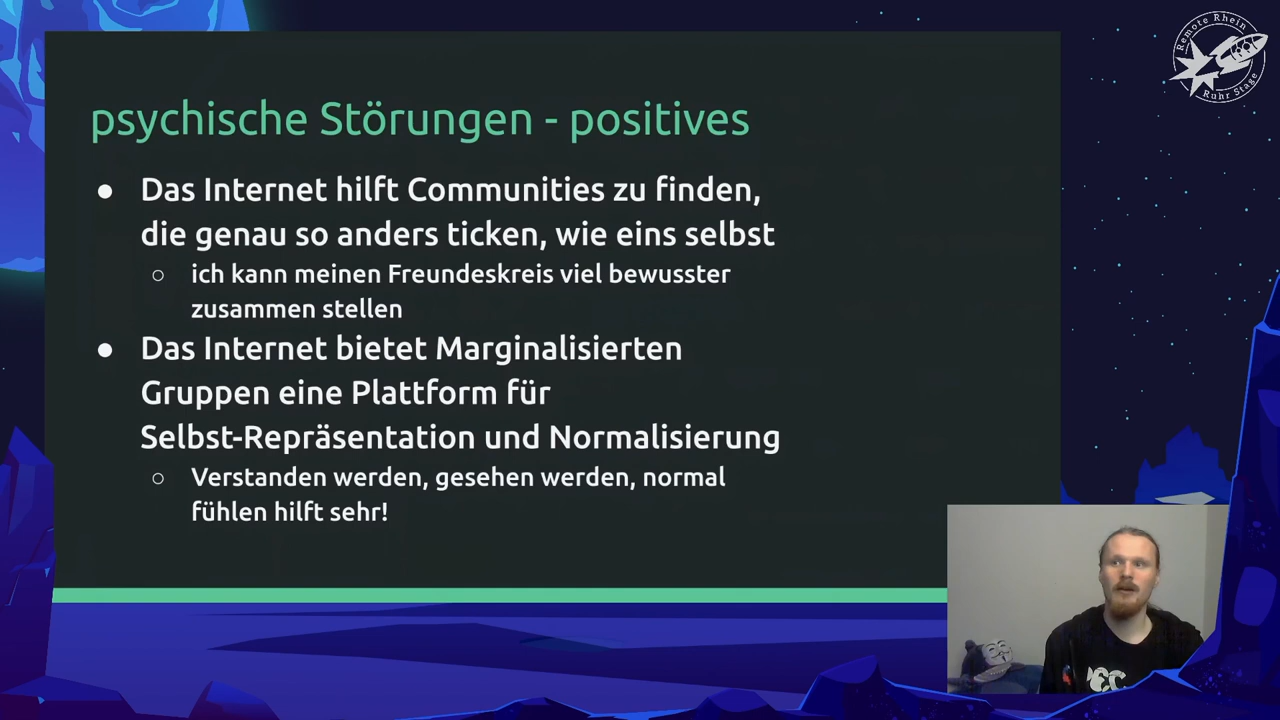 Remote Rhein
Ruhr Stage
psychische Störungen - positives
● Das Internet hilft Communities zu finden,
die genau so anders ticken, wie eins selbst
○ ich kann meinen Freundeskreis viel bewusster
zusammen stellen
● Das Internet bietet Marginalisierten
Gruppen eine Plattform für
Selbst-Repräsentation und Normalisierung
○ Verstanden werden, gesehen werden, normal
fühlen hilft sehr!